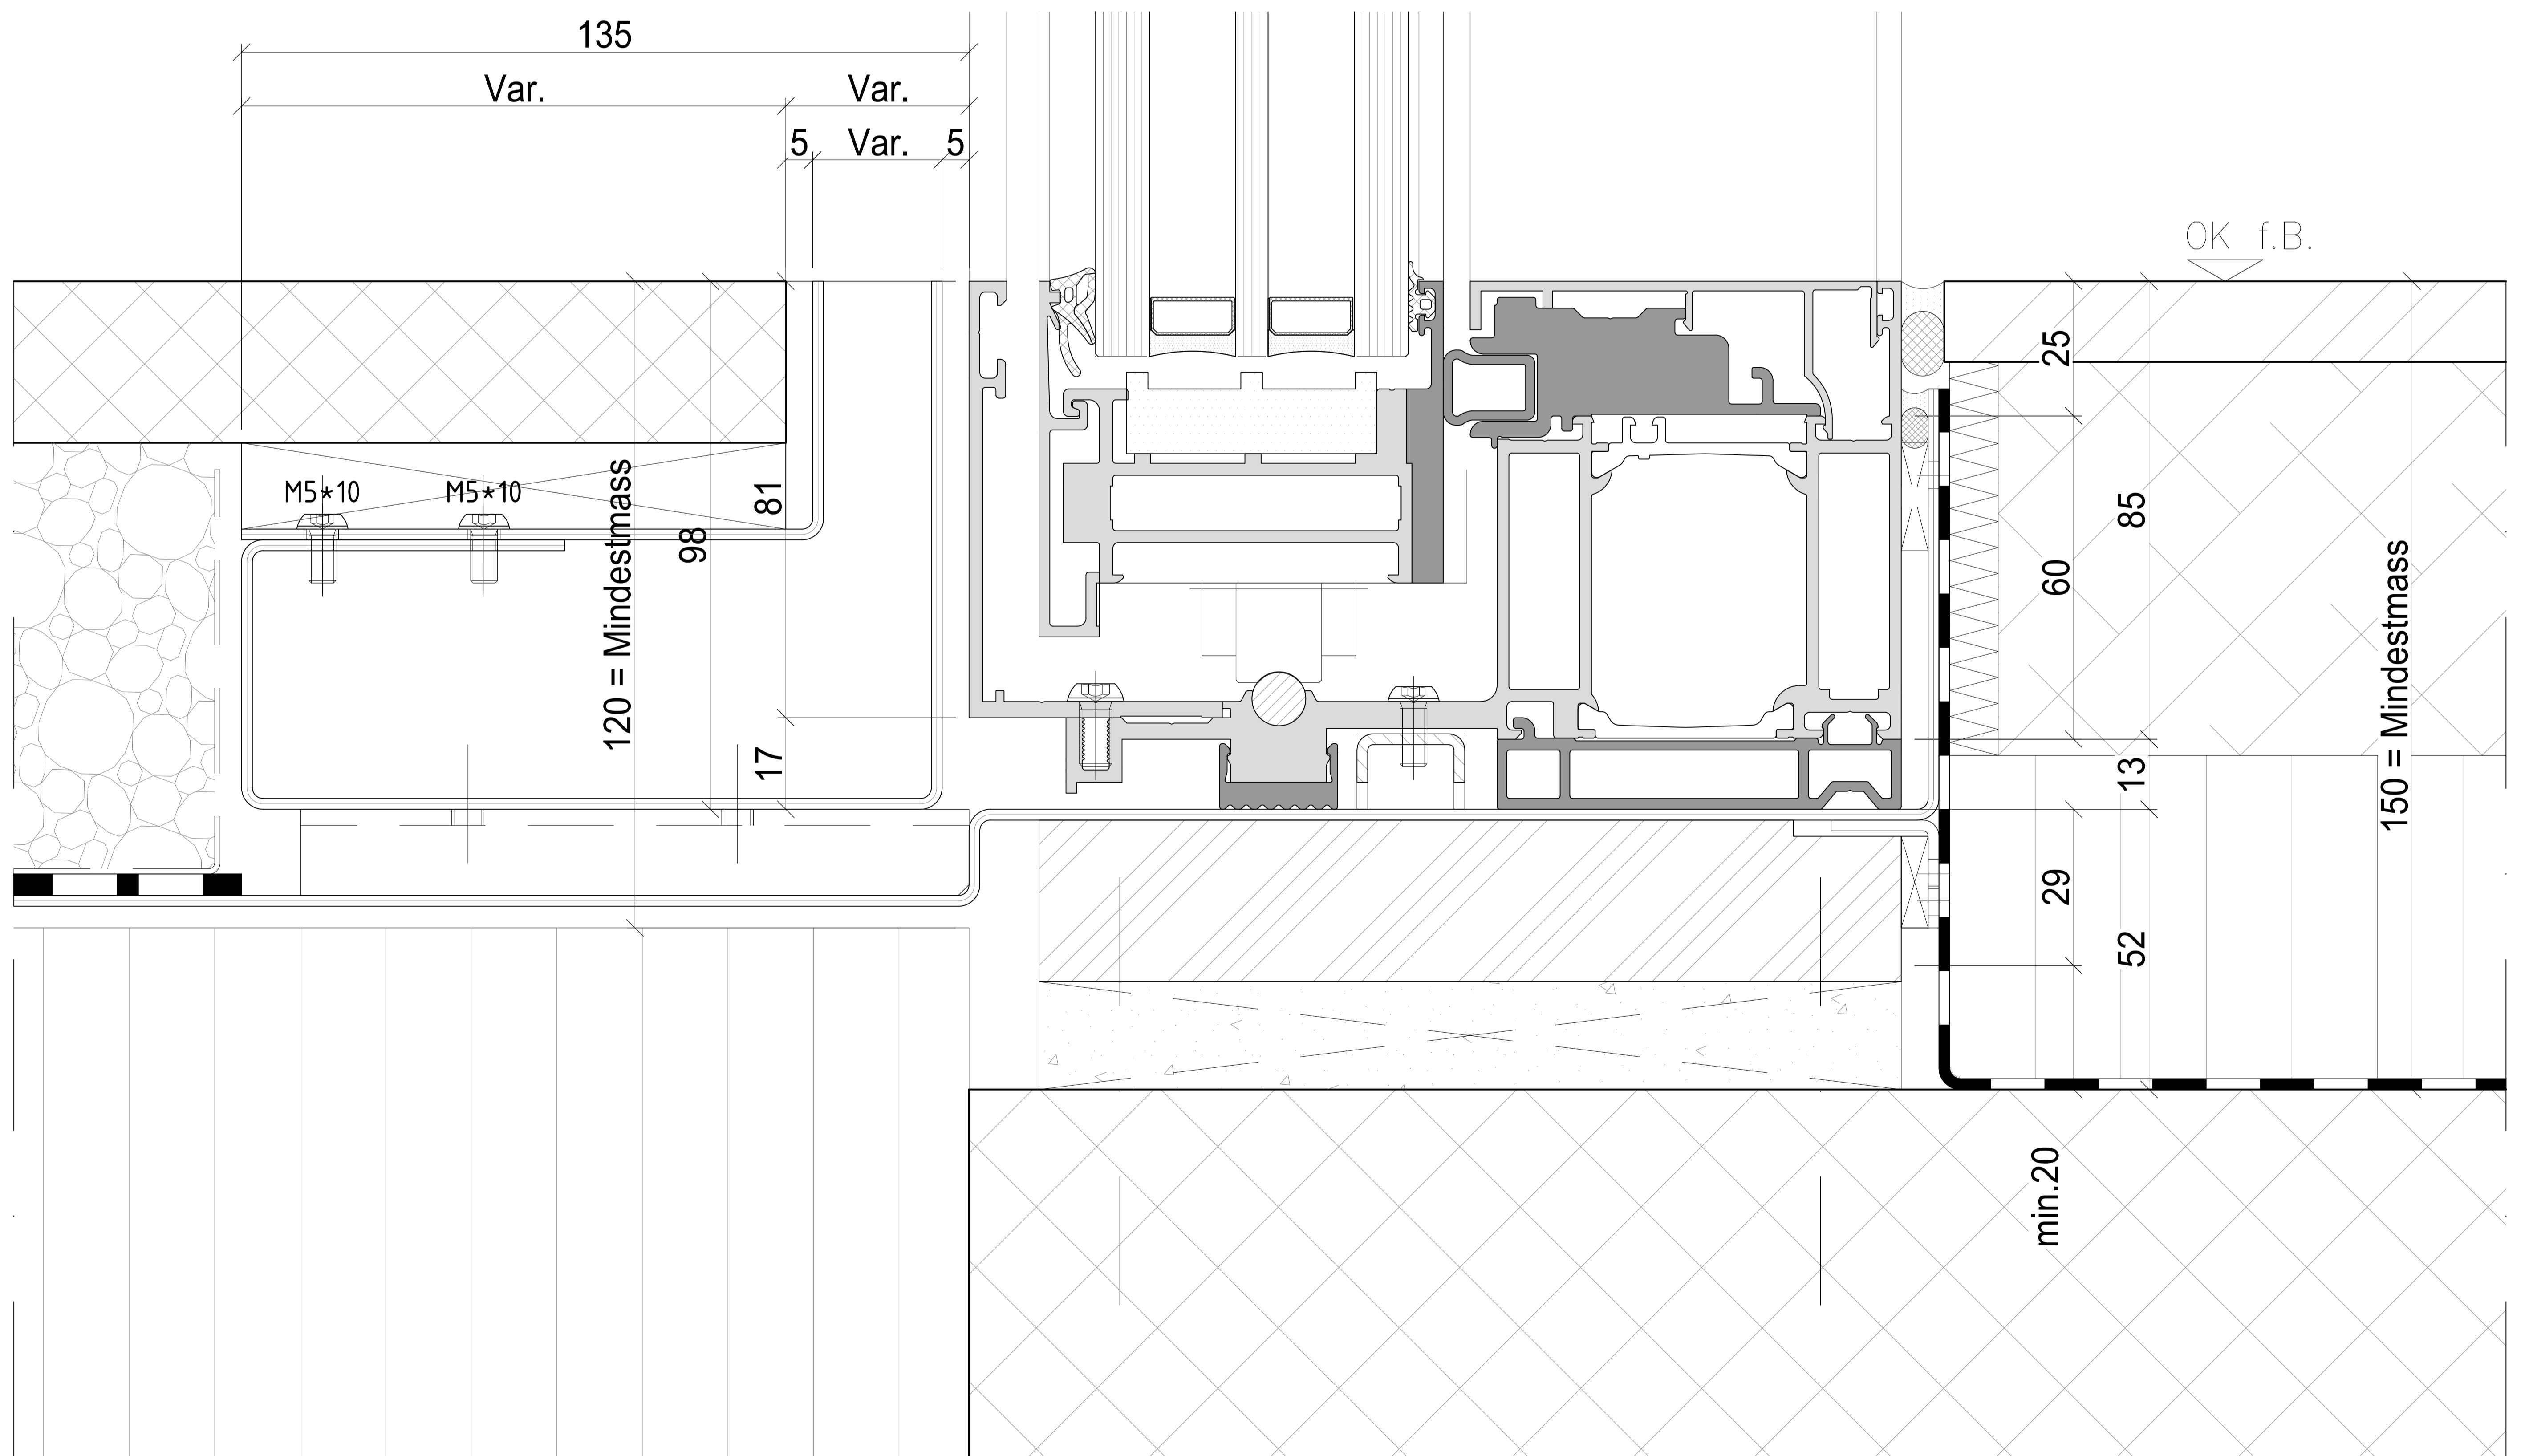 135
Var. Var.
5 Var. 5
OK f.B.
M5*10 M5*10
120 = Mindestmass
98
81
17
25
60
29
min.20
85
13
52
150 = Mindestmass